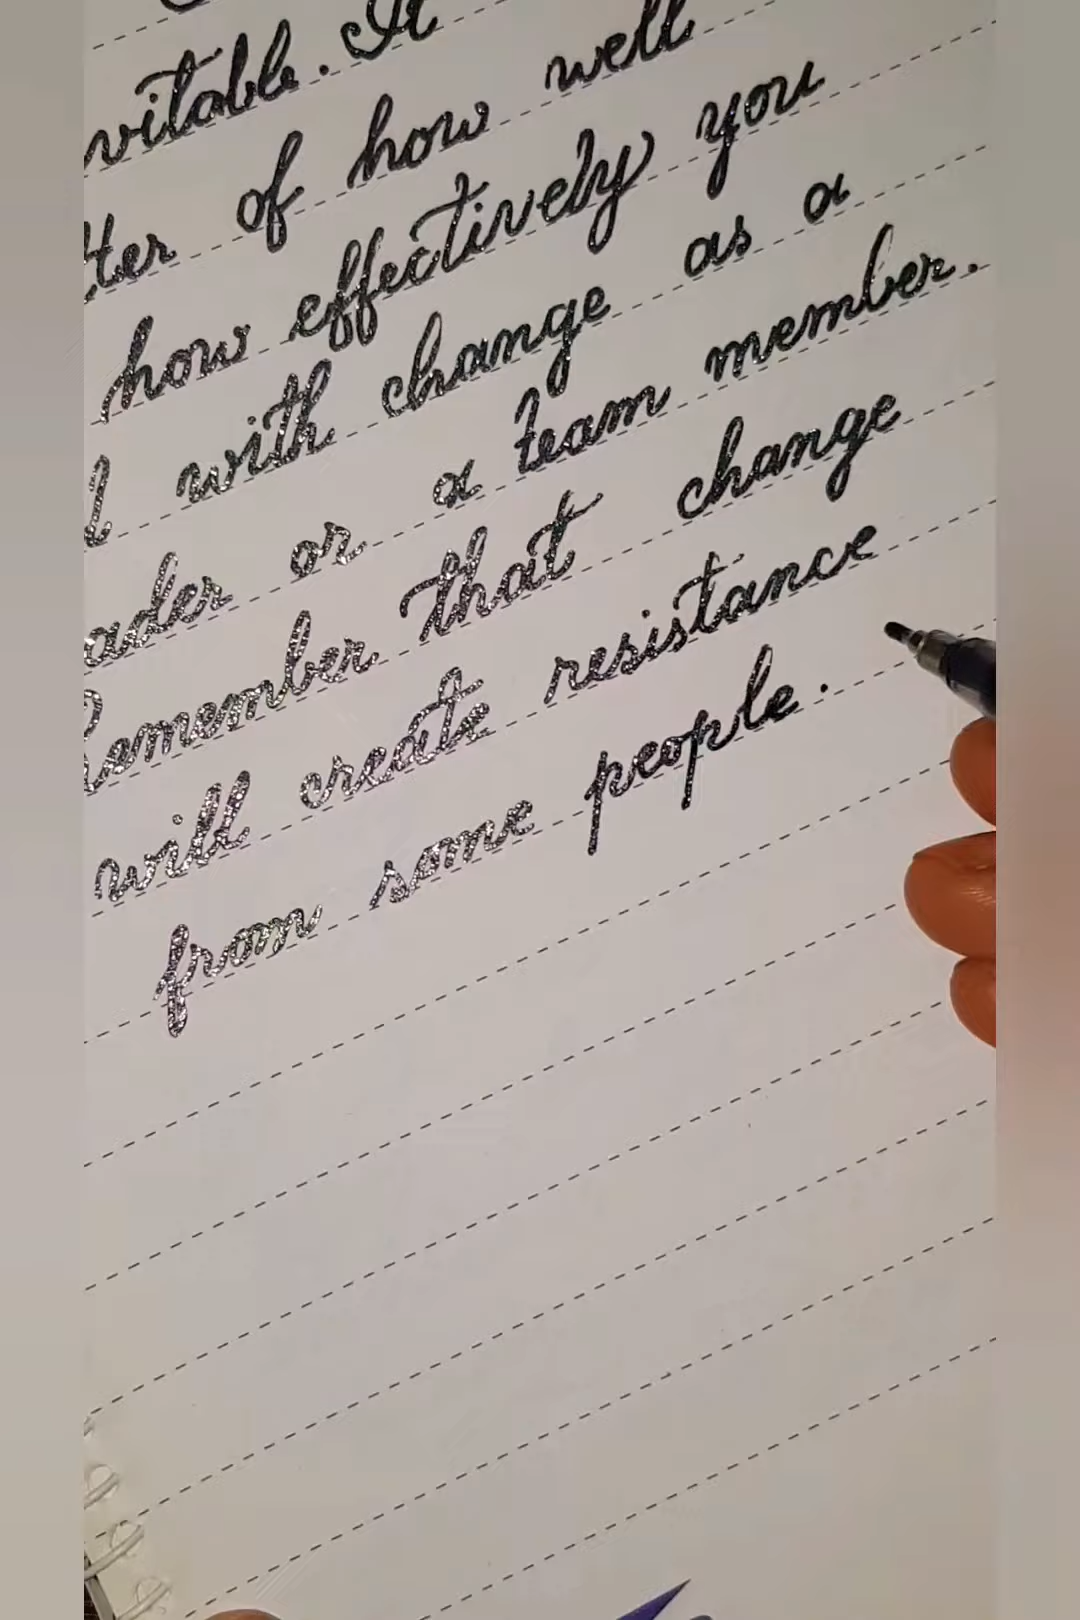 vitable. It
tter of how well
how effectively you
l with change as a
ader or a team member.
Remember that change
will create resistance
from some people.